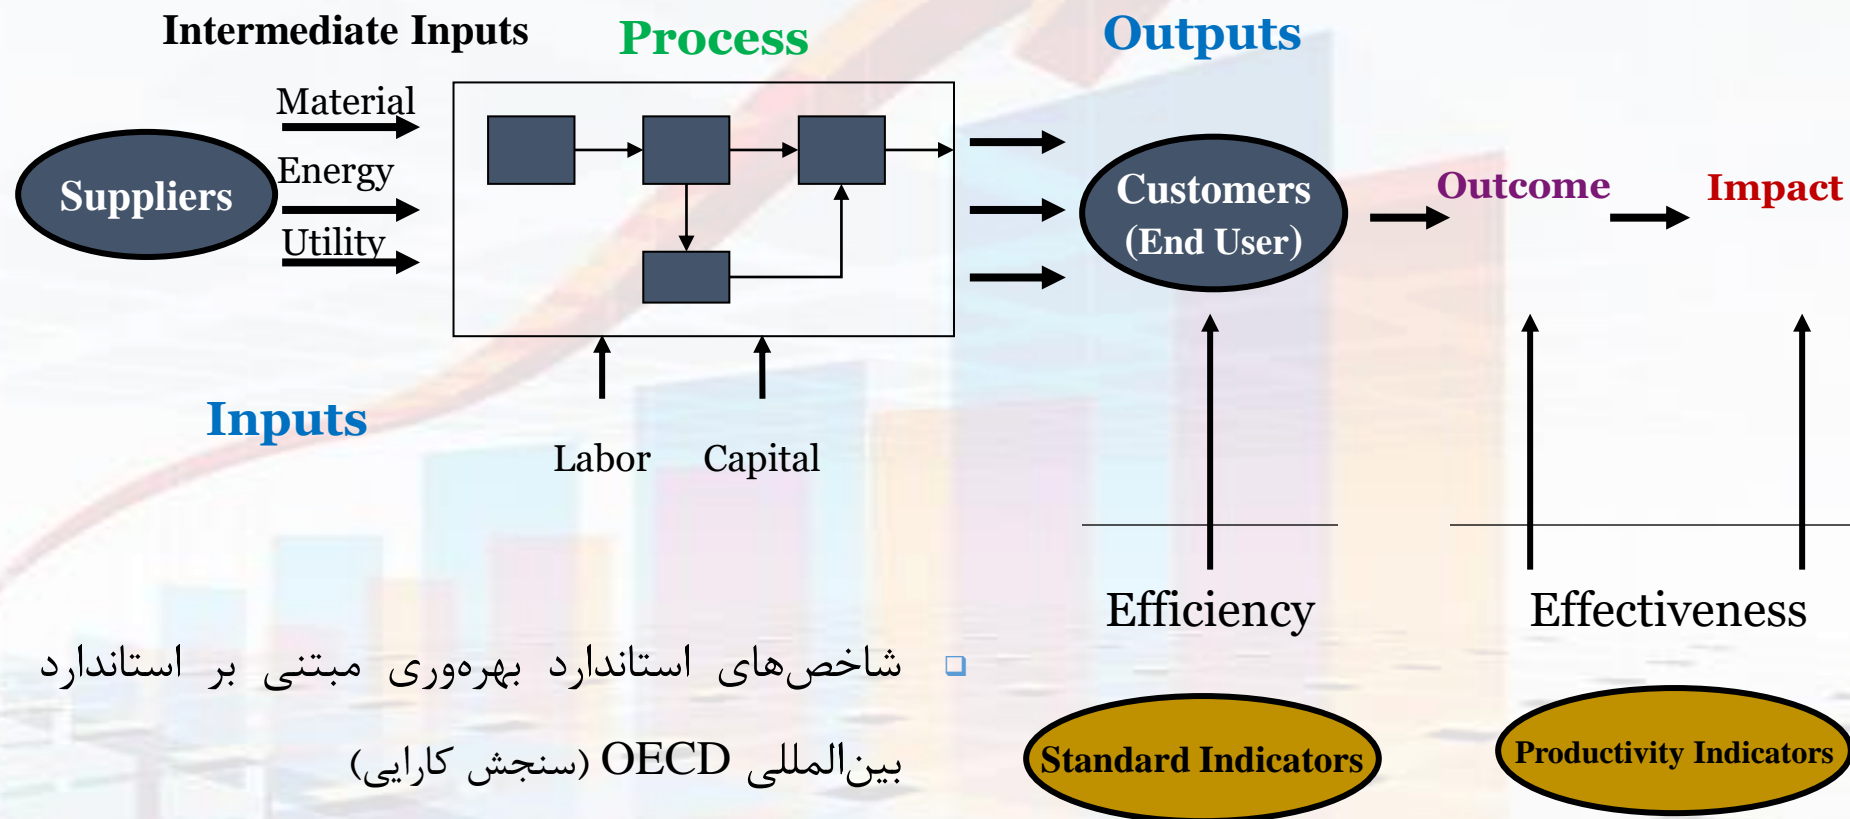 Intermediate Inputs
Process
Outputs
Material
Energy
Utility
Suppliers
Customers
(End User)
Outcome
Impact
Inputs
Labor
Capital
Efficiency
Effectiveness
شاخص‌های استاندارد بهره‌وری مبتنی بر استاندارد
بین‌المللی OECD (سنجش کارایی)
Standard Indicators
Productivity Indicators